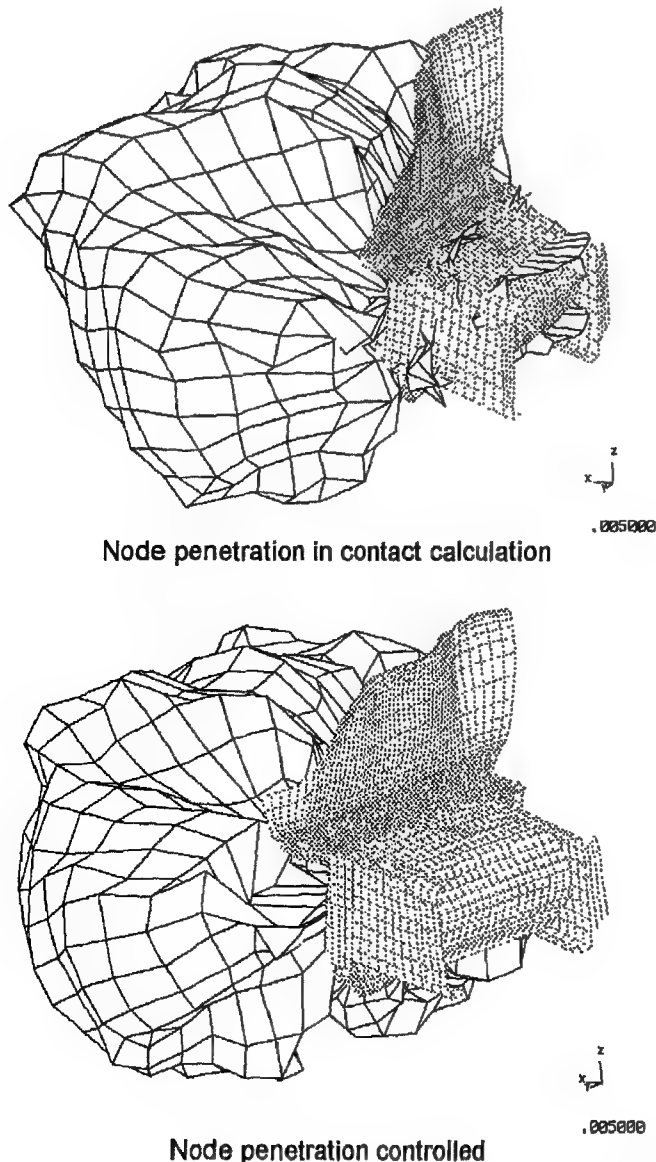 z
x
.005000
Node penetration in contact calculation
z
x
.005000
Node penetration controlled